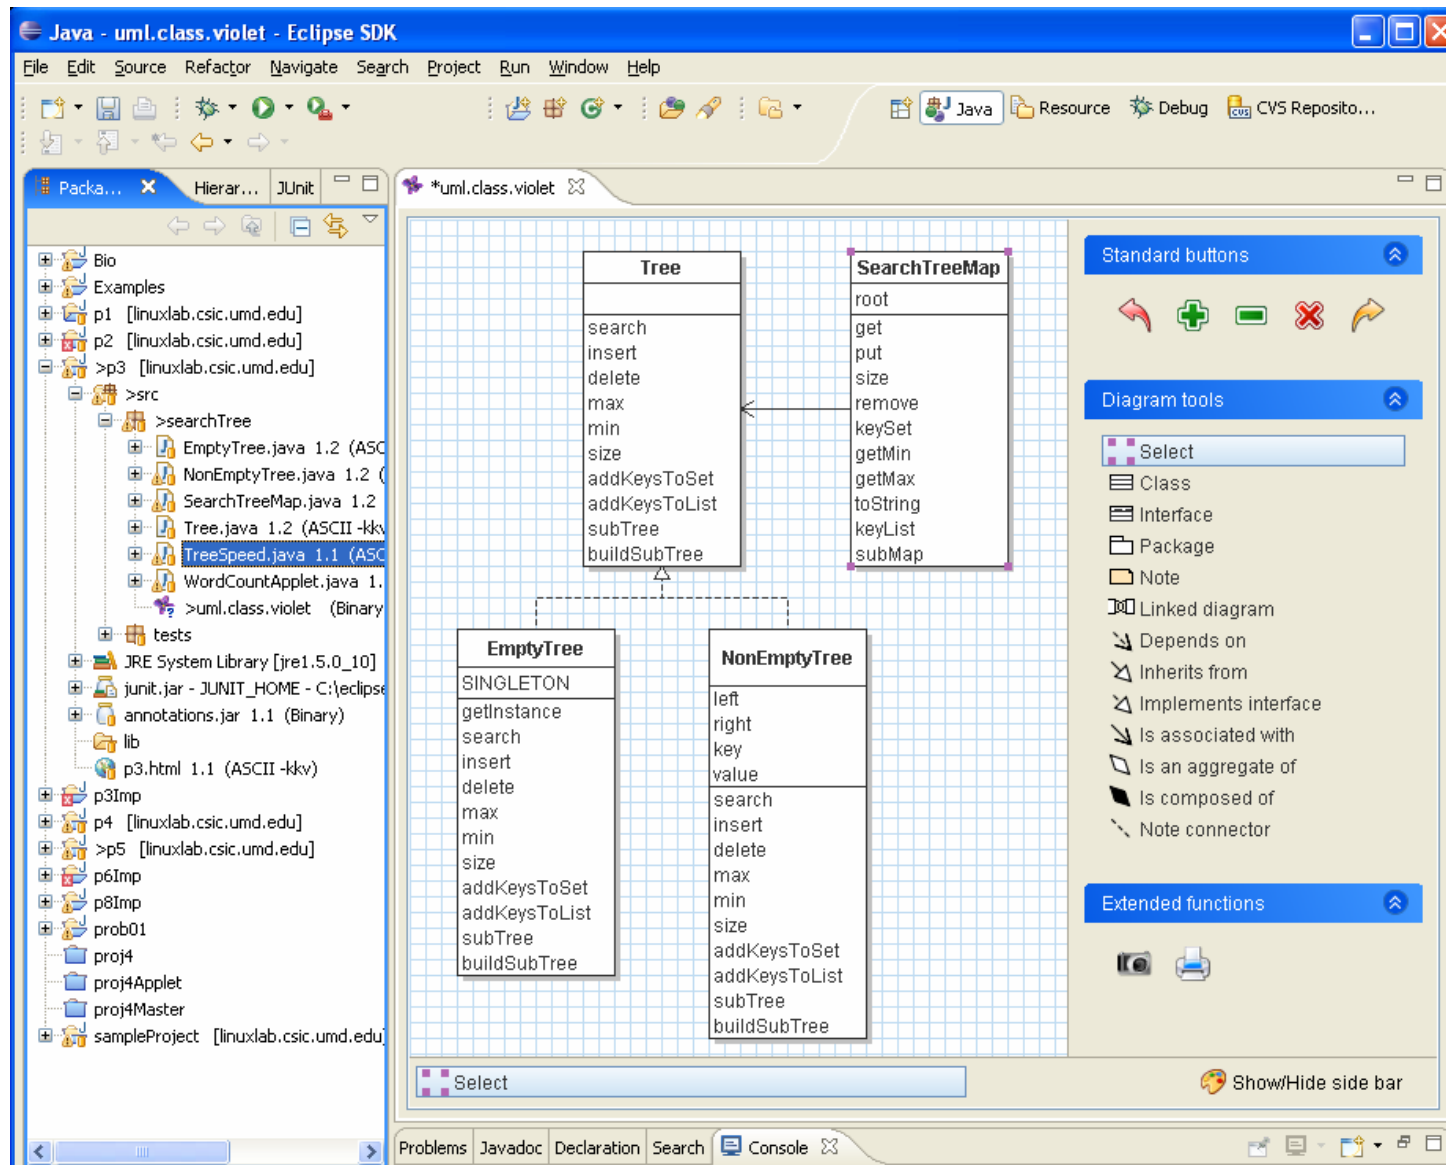 Java - uml.class.violet - Eclipse SDK
File Edit Source Refactor Navigate Search Project Run Window Help
Java Resource Debug CVS Reposito...
Packa... Hierar... JUnit
*uml.class.violet
Bio
Examples
p1 [linuxlab.csic.umd.edu]
p2 [linuxlab.csic.umd.edu]
>p3 [linuxlab.csic.umd.edu]
>src
>searchTree
EmptyTree.java 1.2 (ASC
NonEmptyTree.java 1.2 (
SearchTreeMap.java 1.2
Tree.java 1.2 (ASCII -kkv
TreeSpeed.java 1.1 (ASC
WordCountApplet.java 1.
>uml.class.violet (Binary
tests
JRE System Library [jre1.5.0_10]
junit.jar - JUNIT_HOME - C:\eclipse
annotations.jar 1.1 (Binary)
lib
p3.html 1.1 (ASCII -kkv)
p3Imp
p4 [linuxlab.csic.umd.edu]
>p5 [linuxlab.csic.umd.edu]
p6Imp
p8Imp
prob01
proj4
proj4Applet
proj4Master
sampleProject [linuxlab.csic.umd.edu]
Tree
search
insert
delete
max
min
size
addKeysToSet
addKeysToList
subTree
buildSubTree
SearchTreeMap
root
get
put
size
remove
keySet
getMin
getMax
toString
keyList
subMap
EmptyTree
SINGLETON
getInstance
search
insert
delete
max
min
size
addKeysToSet
addKeysToList
subTree
buildSubTree
NonEmptyTree
left
right
key
value
search
insert
delete
max
min
size
addKeysToSet
addKeysToList
subTree
buildSubTree
Standard buttons
Diagram tools
Select
Class
Interface
Package
Note
Linked diagram
Depends on
Inherits from
Implements interface
Is associated with
Is an aggregate of
Is composed of
Note connector
Extended functions
Select
Show/Hide side bar
Problems Javadoc Declaration Search Console